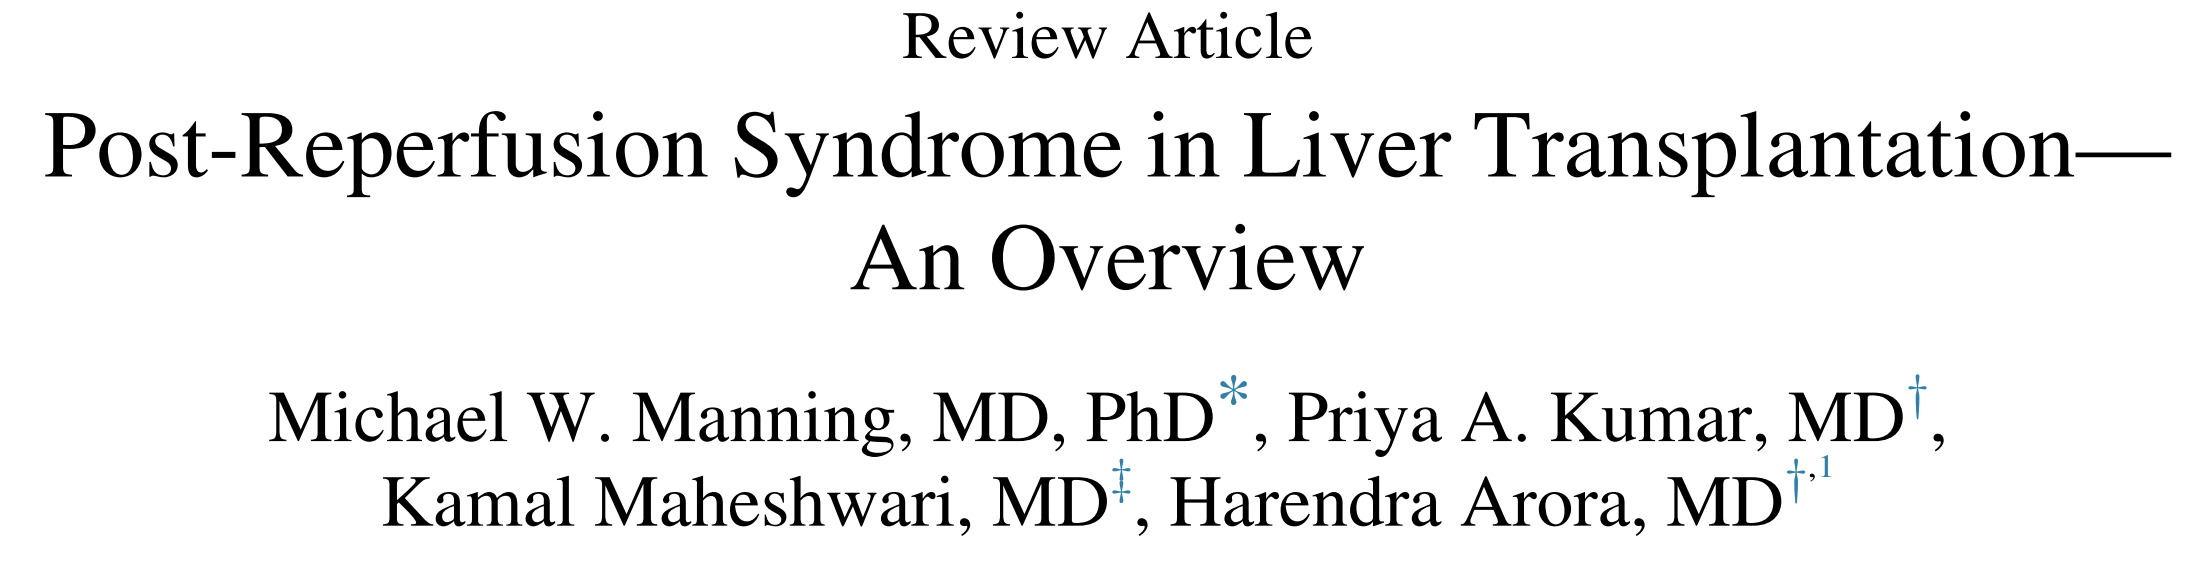 Review Article
Post-Reperfusion Syndrome in Liver Transplantation—
An Overview
Michael W. Manning, MD, PhD*, Priya A. Kumar, MD†,
Kamal Maheshwari, MD‡, Harendra Arora, MD†,1